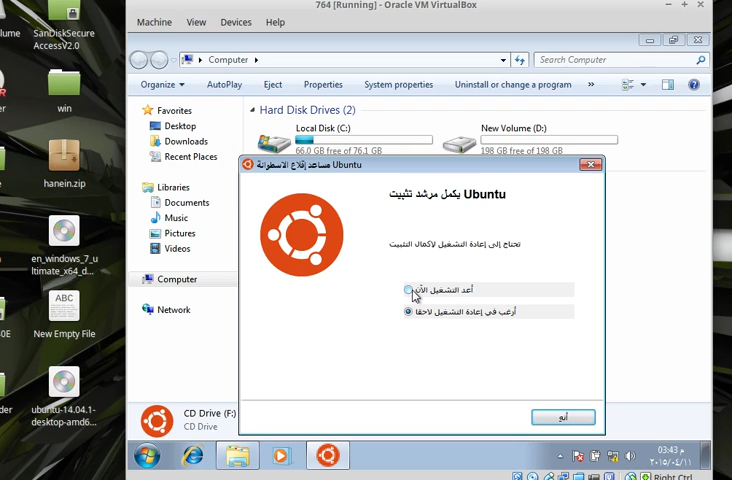 764 [Running] - Oracle VM VirtualBox
Machine View Devices Help
Computer
Search Computer
Organize AutoPlay Eject Properties System properties Uninstall or change a program »
Favorites
Desktop
Downloads
Recent Places
Libraries
Documents
Music
Pictures
Videos
Computer
Network
Hard Disk Drives (2)
Local Disk (C:)
66.0 GB free of 76.1 GB
New Volume (D:)
198 GB free of 198 GB
Ubuntu مساعد إقلاع الاسطوانة
Ubuntu يكمل مرشد تثبيت
تحتاج إلى إعادة التشغيل لاكمال التثبيت
أعد التشغيل الآن
أرغب في إعادة التشغيل لاحقا
أنهِ
CD Drive (F:)
CD Drive
03:43 م
٢٠١٥/٠٤/١١
Right Ctrl
SanDiskSecure
AccessV2.0
win
hanein.zip
en_windows_7_u
ltimate_x64_d...
ABC
New Empty File
ubuntu-14.04.1-
desktop-amd6...